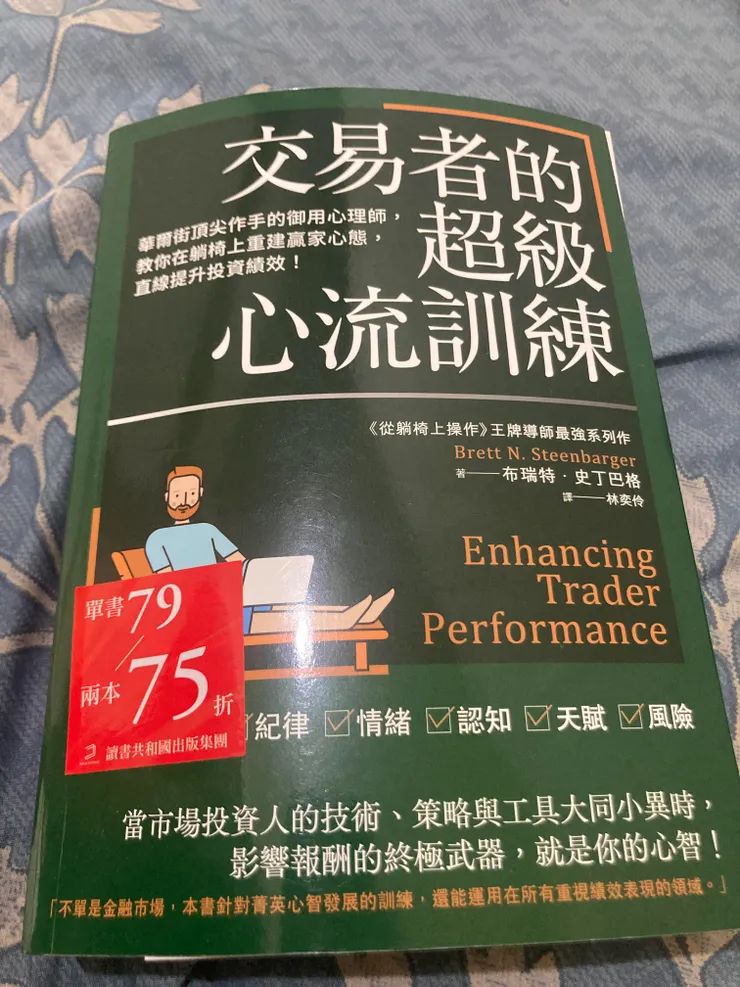 交易者的
超級
心流訓練
華爾街頂尖作手的御用心理師，
教你在躺椅上重建贏家心態，
直線提升投資績效！
《從躺椅上操作》王牌導師最強系列作
Brett N. Steenbarger
著──布瑞特．史丁巴格
譯──林奕伶
Enhancing
Trader
Performance
單書79
兩本75折
讀書共和國出版集團
紀律 情緒 認知 天賦 風險
當市場投資人的技術、策略與工具大同小異時，
影響報酬的終極武器，就是你的心智！
「不單是金融市場，本書針對菁英心智發展的訓練，還能運用在所有重視績效表現的領域。」